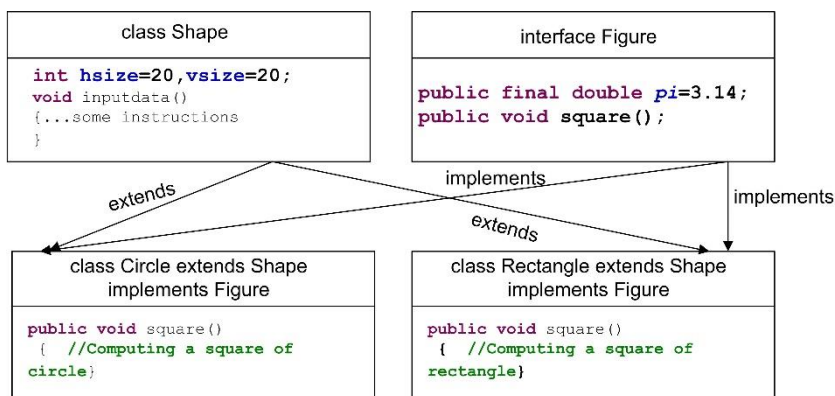 class Shape
int hsize=20,vsize=20;
void inputdata()
{...some instructions
}
interface Figure
public final double pi=3.14;
public void square();
extends
implements
implements
extends
class Circle extends Shape
implements Figure
public void square()
{ //Computing a square of
circle}
class Rectangle extends Shape
implements Figure
public void square()
{ //Computing a square of
rectangle}